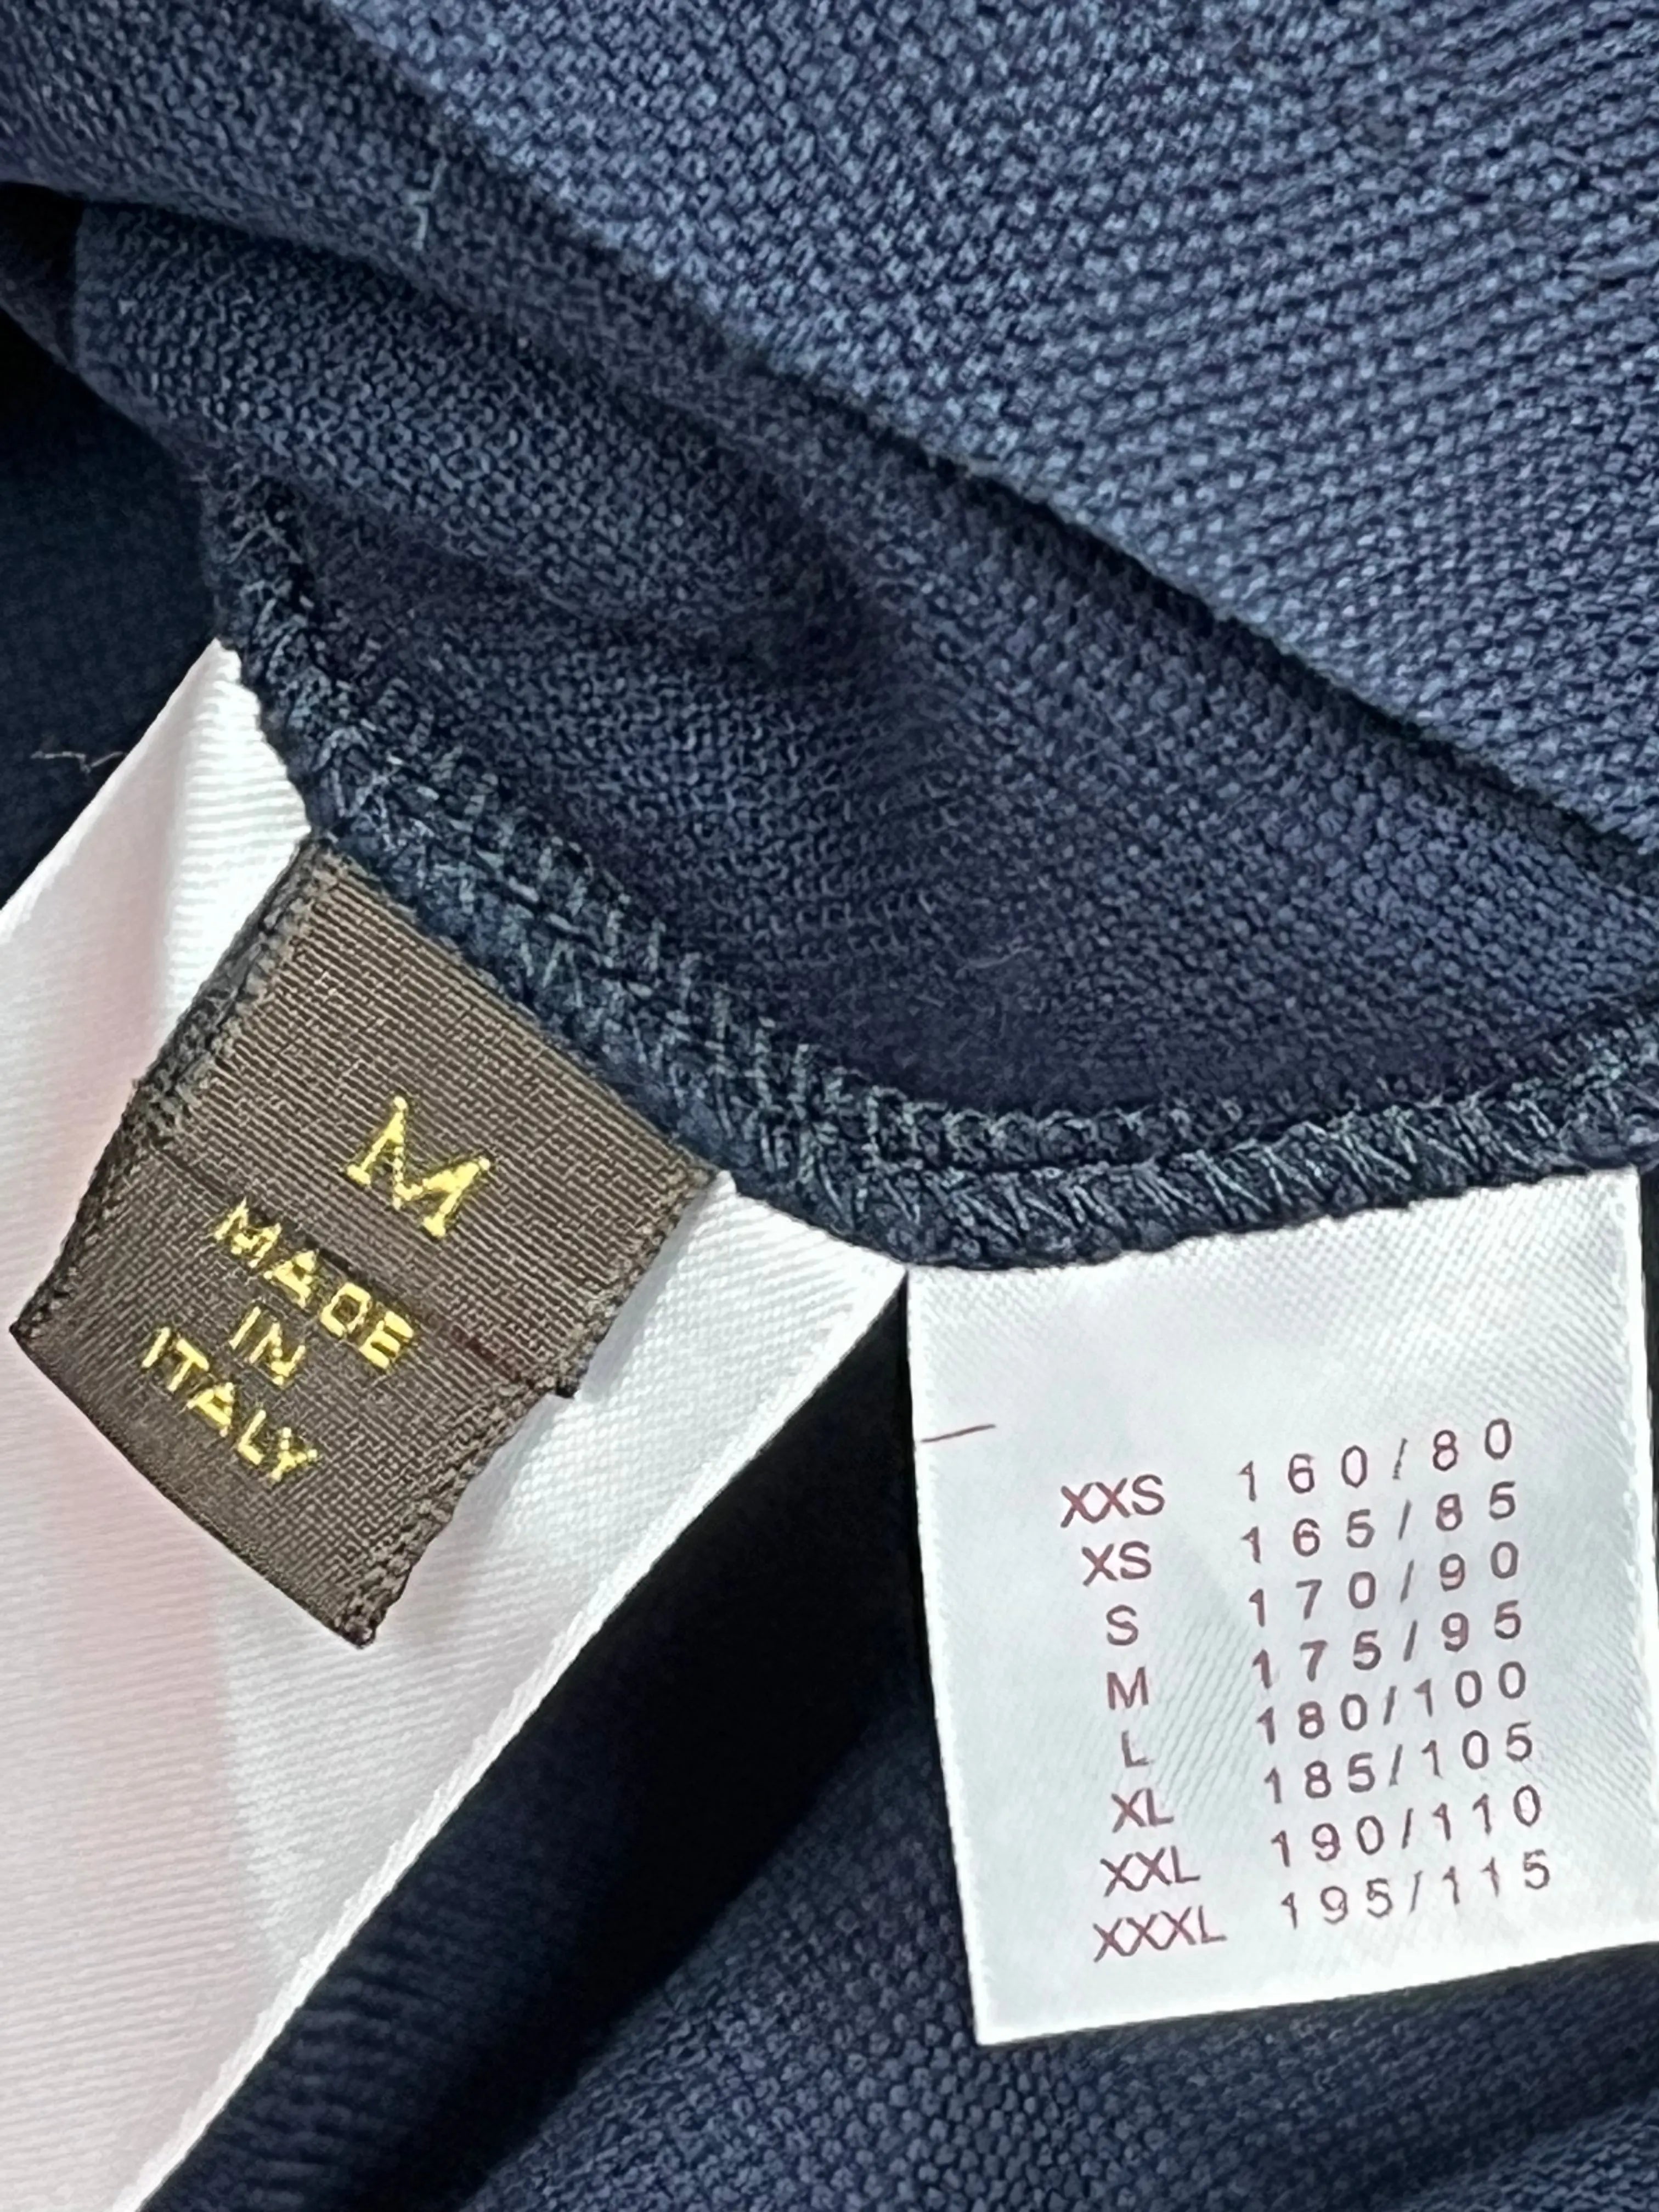 M
MADE
IN
ITALY
XXS 160/80
XS 165/85
S 170/90
M 175/95
L 180/100
XL 185/105
XXL 190/110
XXXL 195/115